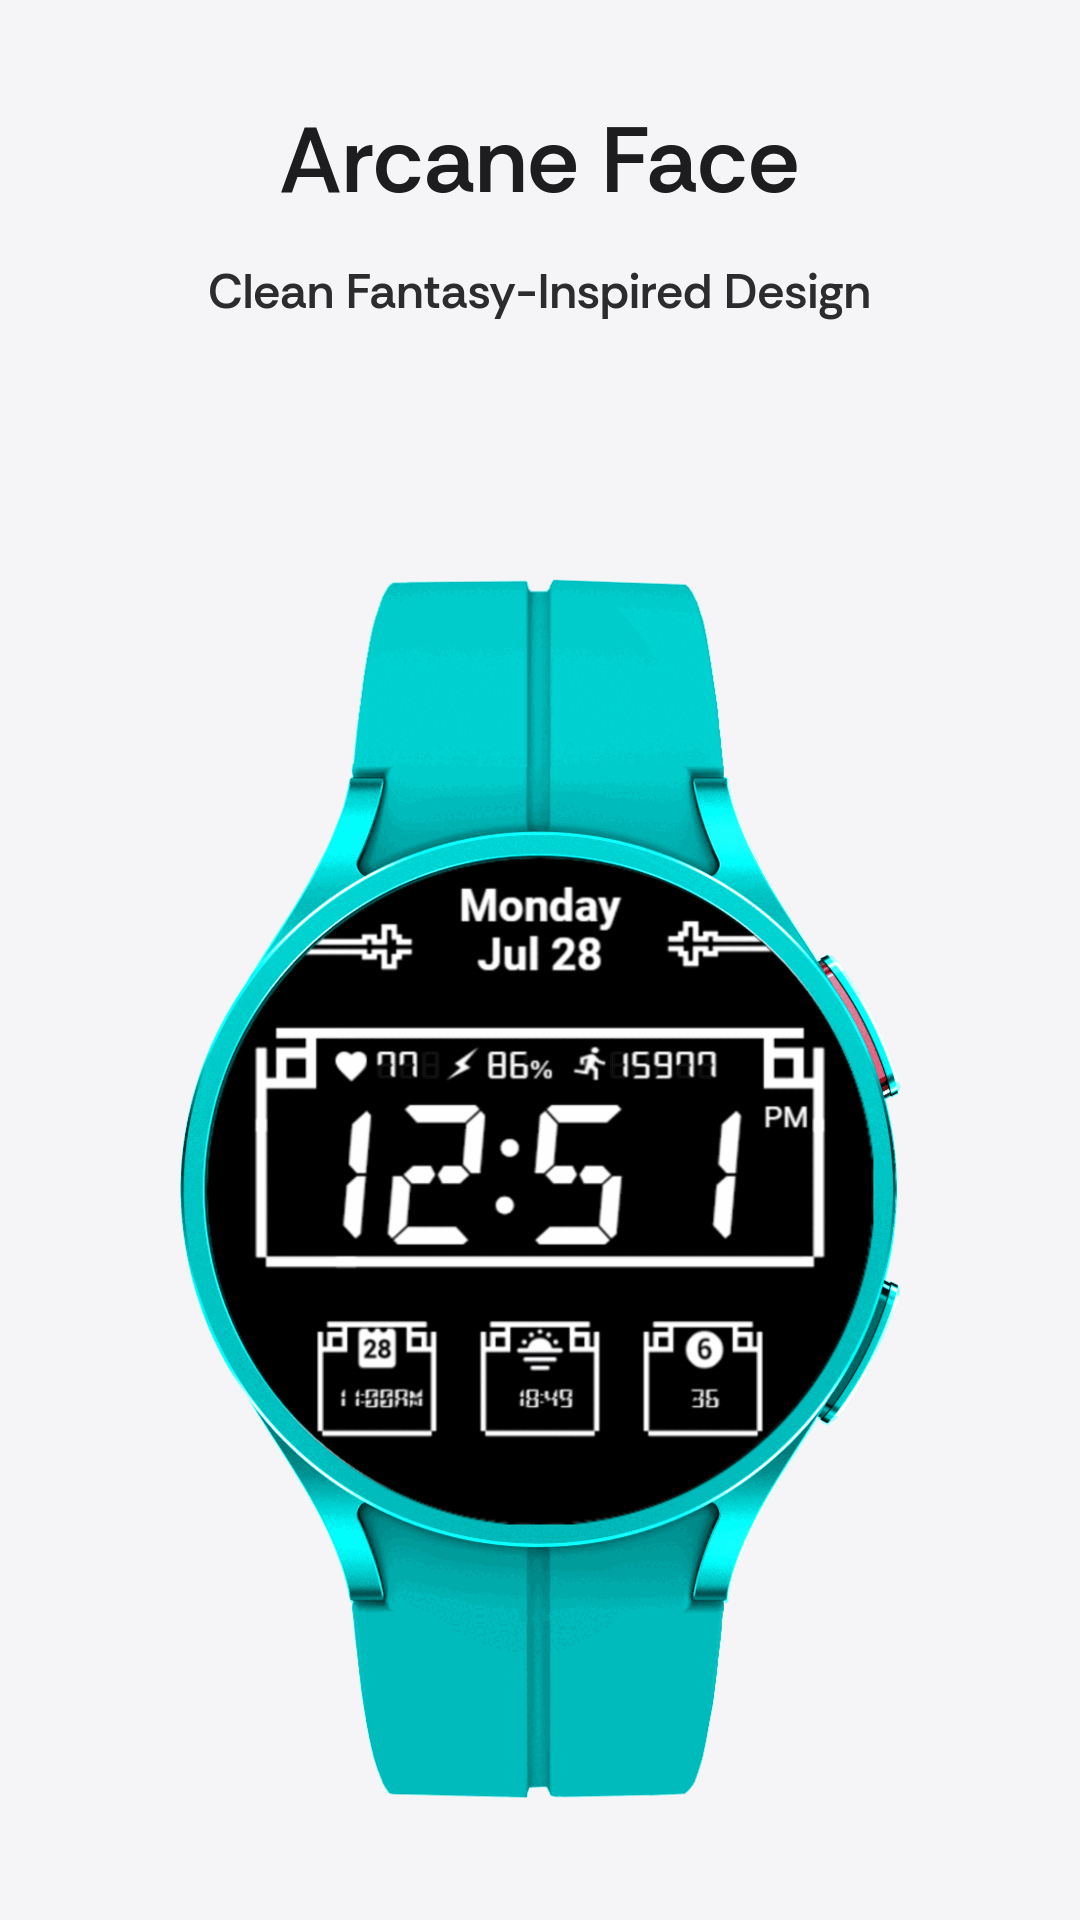 Arcane Face
Clean Fantasy-Inspired Design
Monday
Jul 28
77 86% 15977
12:51 PM
28 6
11:00AM 18:49 36